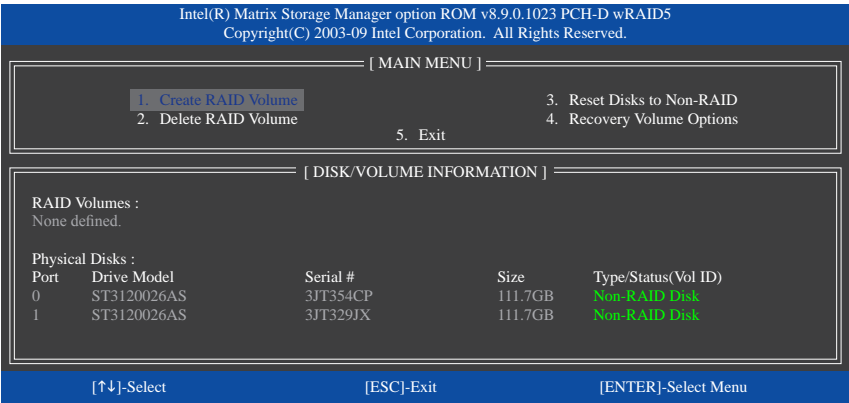 Intel(R) Matrix Storage Manager option ROM v8.9.0.1023 PCH-D wRAID5
Copyright(C) 2003-09 Intel Corporation.  All Rights Reserved.
[ MAIN MENU ]
1. Create RAID Volume 3. Reset Disks to Non-RAID
2. Delete RAID Volume 4. Recovery Volume Options
5. Exit
[ DISK/VOLUME INFORMATION ]
RAID Volumes :
None defined.
Physical Disks :
Port Drive Model Serial # Size Type/Status(Vol ID)
0 ST3120026AS 3JT354CP 111.7GB Non-RAID Disk
1 ST3120026AS 3JT329JX 111.7GB Non-RAID Disk
[↑↓]-Select [ESC]-Exit [ENTER]-Select Menu